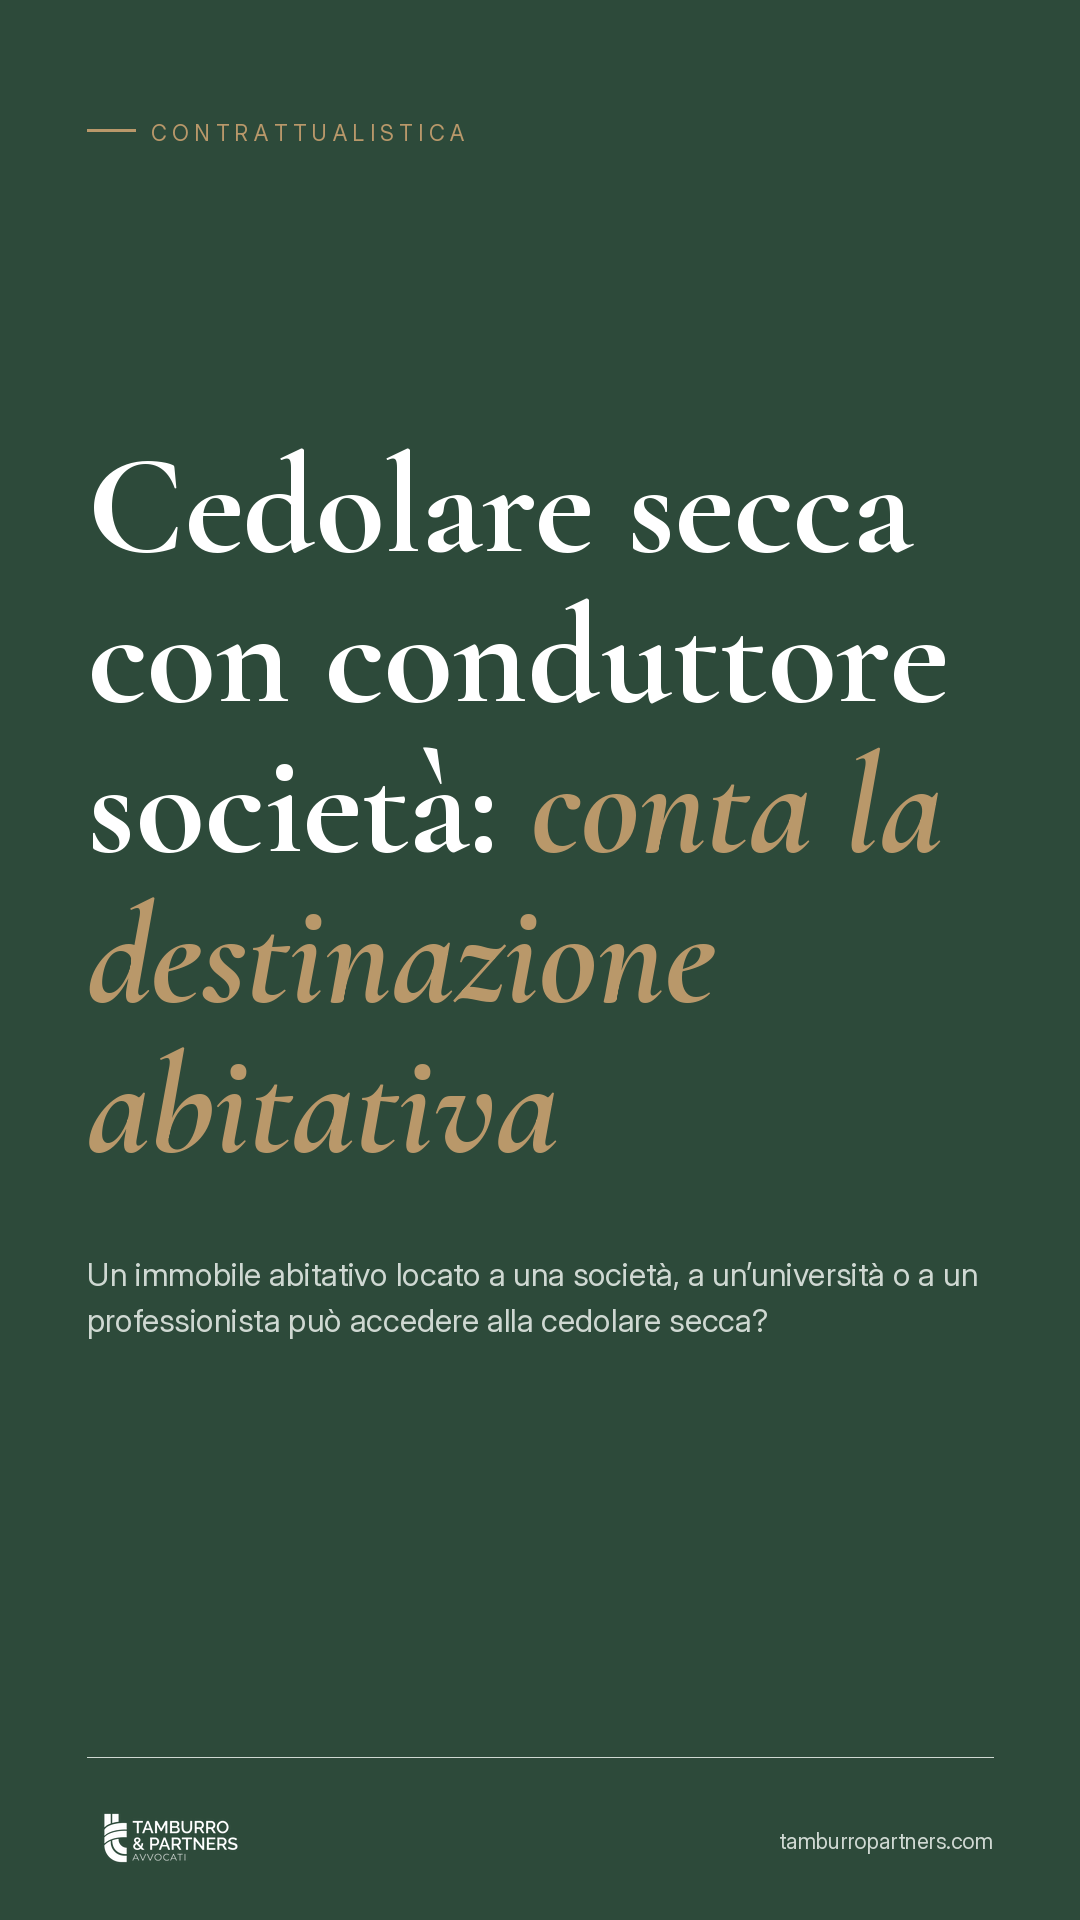 CONTRATTUALISTICA
Cedolare secca
con conduttore
società: conta la
destinazione
abitativa
Un immobile abitativo locato a una società, a un’università o a un
professionista può accedere alla cedolare secca?
TAMBURRO
& PARTNERS
AVVOCATI
tamburropartners.com